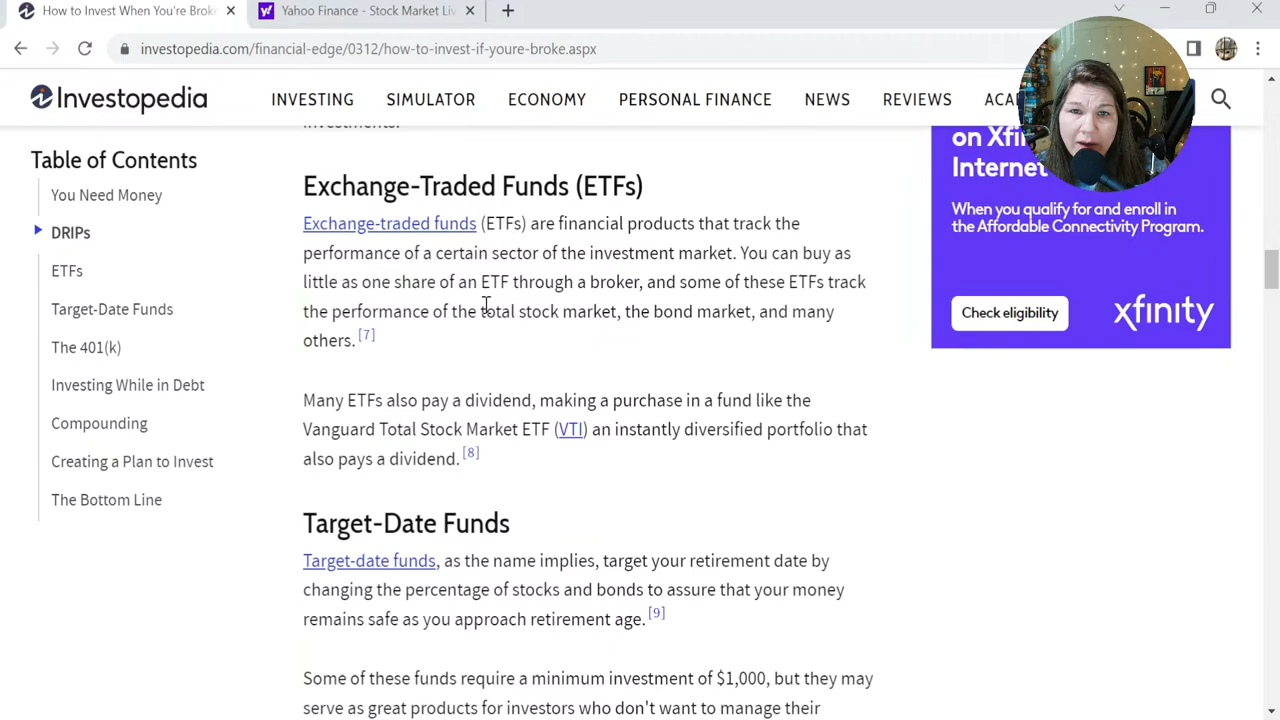 How to Invest When You're Broke
Yahoo Finance - Stock Market Liv
investopedia.com/financial-edge/0312/how-to-invest-if-youre-broke.aspx
Investopedia
INVESTING
SIMULATOR
ECONOMY
PERSONAL FINANCE
NEWS
REVIEWS
ACA
investments.
Table of Contents
You Need Money
DRIPs
ETFs
Target-Date Funds
The 401(k)
Investing While in Debt
Compounding
Creating a Plan to Invest
The Bottom Line
Exchange-Traded Funds (ETFs)
Exchange-traded funds (ETFs) are financial products that track the
performance of a certain sector of the investment market. You can buy as
little as one share of an ETF through a broker, and some of these ETFs track
the performance of the total stock market, the bond market, and many
others. [7]
Many ETFs also pay a dividend, making a purchase in a fund like the
Vanguard Total Stock Market ETF (VTI) an instantly diversified portfolio that
also pays a dividend. [8]
Target-Date Funds
Target-date funds, as the name implies, target your retirement date by
changing the percentage of stocks and bonds to assure that your money
remains safe as you approach retirement age. [9]
Some of these funds require a minimum investment of $1,000, but they may
serve as great products for investors who don't want to manage their
on Xfi
Internet
When you qualify for and enroll in
the Affordable Connectivity Program.
Check eligibility
xfinity